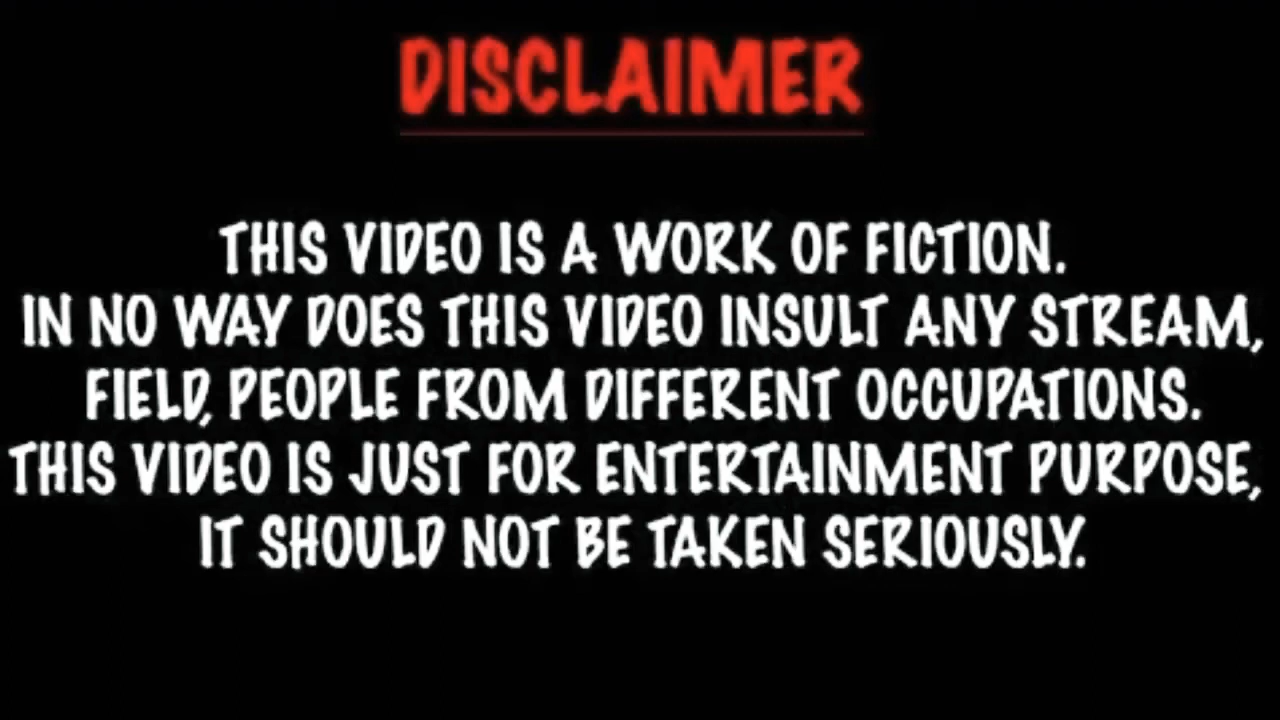 DISCLAIMER
THIS VIDEO IS A WORK OF FICTION.
IN NO WAY DOES THIS VIDEO INSULT ANY STREAM,
FIELD, PEOPLE FROM DIFFERENT OCCUPATIONS.
THIS VIDEO IS JUST FOR ENTERTAINMENT PURPOSE,
IT SHOULD NOT BE TAKEN SERIOUSLY.